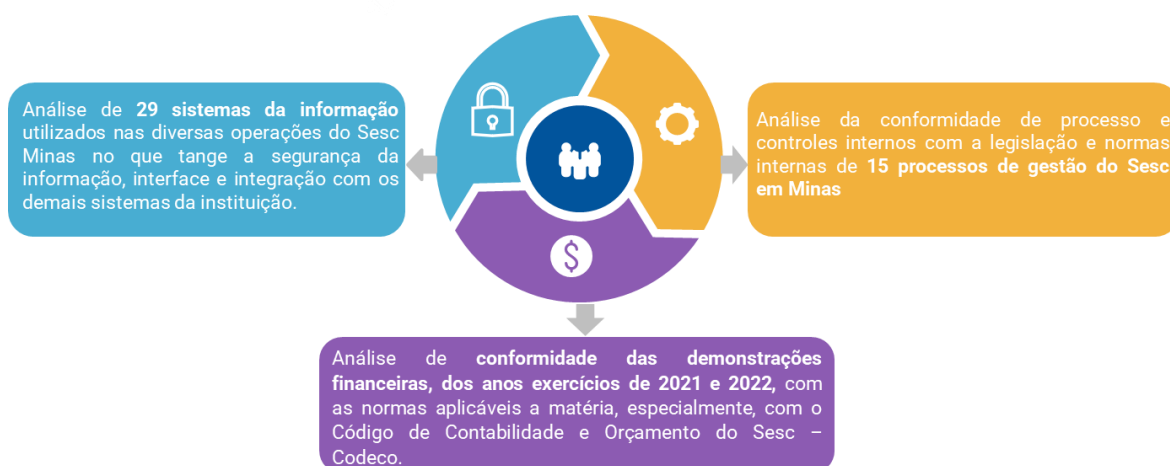 Análise de 29 sistemas da informação
utilizados nas diversas operações do Sesc
Minas no que tange a segurança da
informação, interface e integração com os
demais sistemas da instituição.
Análise da conformidade de processo e
controles internos com a legislação e normas
internas de 15 processos de gestão do Sesc
em Minas
$
Análise de conformidade das demonstrações
financeiras, dos anos exercícios de 2021 e 2022, com
as normas aplicáveis a matéria, especialmente, com o
Código de Contabilidade e Orçamento do Sesc –
Codeco.